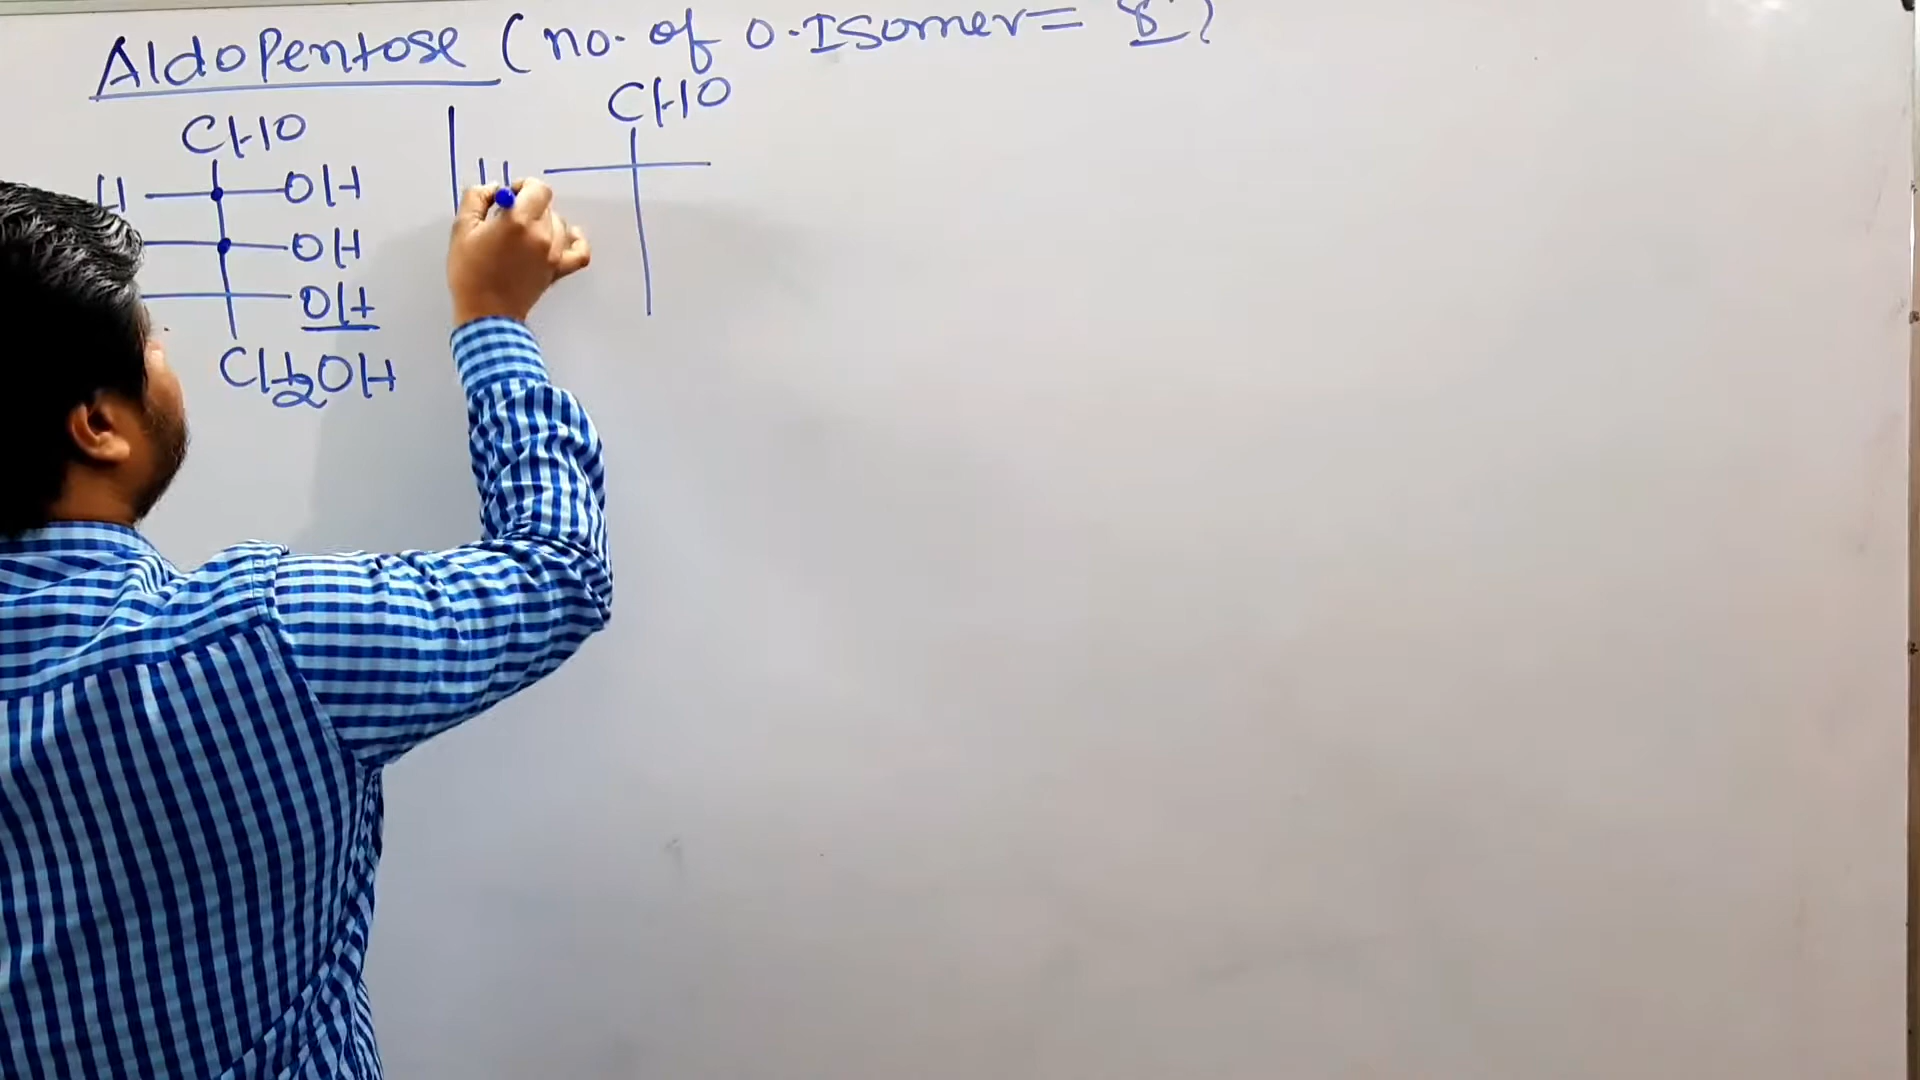 AldoPentose (no. of o. Isomer = 8)
CHO
H OH
OH
OH
CH2OH
CHO
H